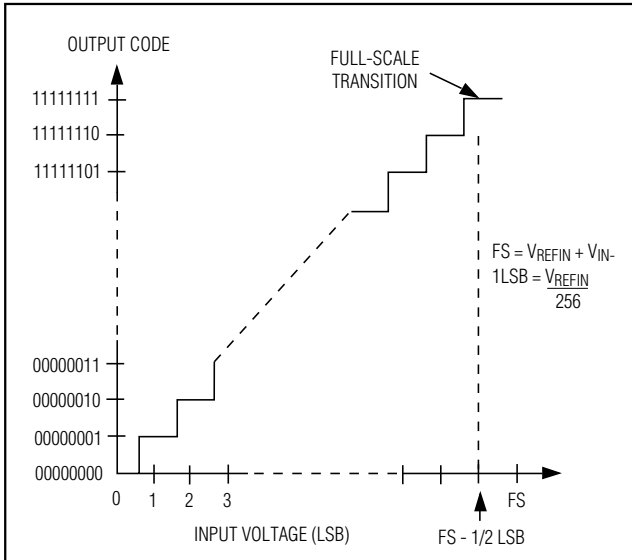 OUTPUT CODE
FULL-SCALE
TRANSITION
11111111
11111110
11111101
FS = VREFIN + VIN-
1LSB = VREFIN
256
00000011
00000010
00000001
00000000
0 1 2 3 FS
INPUT VOLTAGE (LSB)
FS - 1/2 LSB